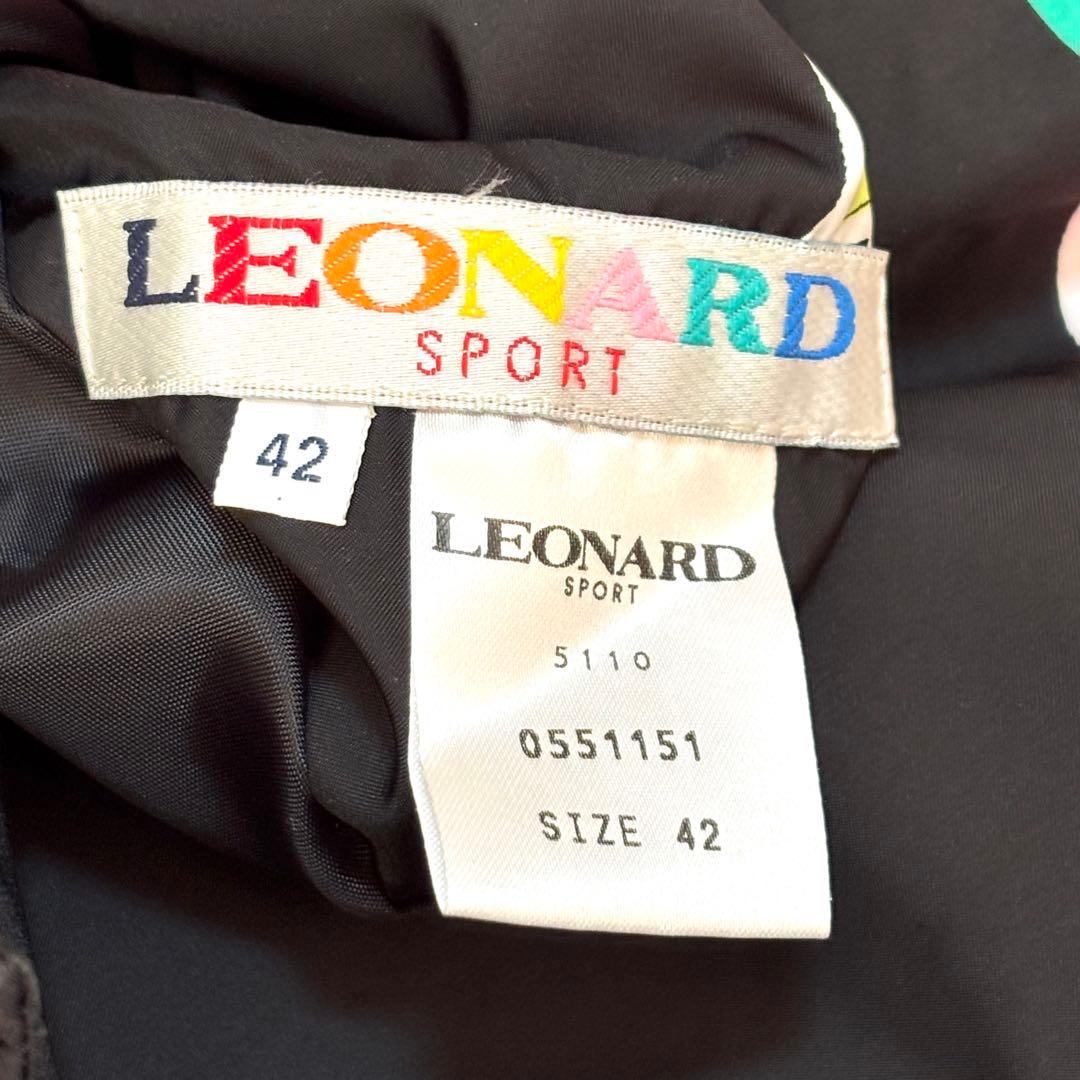 LEONARD
SPORT
42
LEONARD
SPORT
5110
0551151
SIZE 42